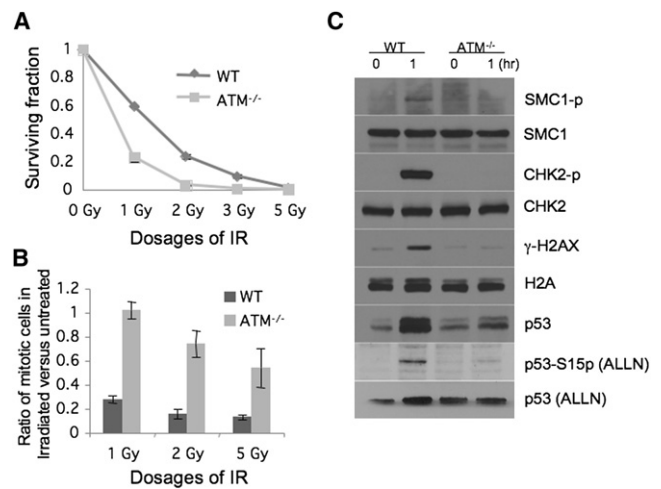 A
Surviving fraction
1
0.8
0.6
0.4
0.2
0
WT
ATM-/-
0 Gy 1 Gy 2 Gy 3 Gy 5 Gy
Dosages of IR
B
Ratio of mitotic cells in
Irradiated versus untreated
1.2
1
0.8
0.6
0.4
0.2
0
WT
ATM-/-
1 Gy 2 Gy 5 Gy
Dosages of IR
C
WT ATM-/-
0 1 0 1 (hr)
SMC1-p
SMC1
CHK2-p
CHK2
γ-H2AX
H2A
p53
p53-S15p (ALLN)
p53 (ALLN)